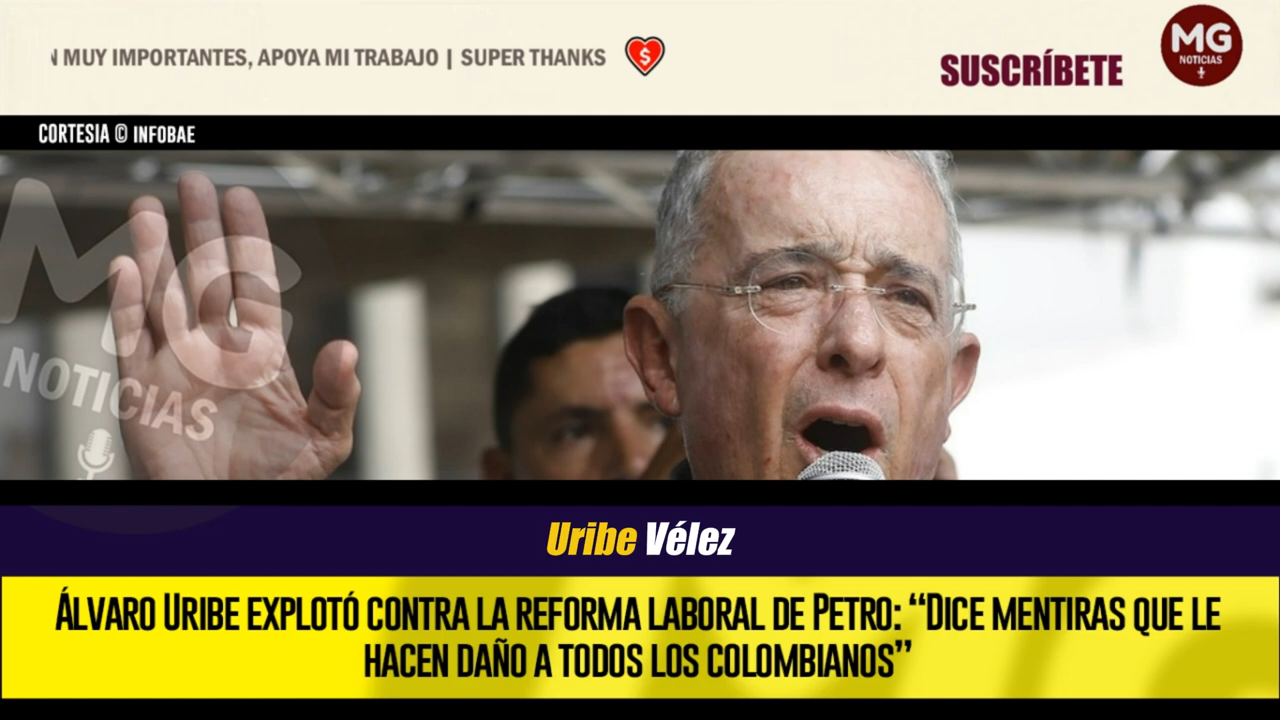 N MUY IMPORTANTES, APOYA MI TRABAJO | SUPER THANKS
$
SUSCRÍBETE
MG
NOTICIAS
CORTESIA © INFOBAE
MG
NOTICIAS
Uribe Vélez
ÁLVARO URIBE EXPLOTÓ CONTRA LA REFORMA LABORAL DE PETRO: “DICE MENTIRAS QUE LE
HACEN DAÑO A TODOS LOS COLOMBIANOS”